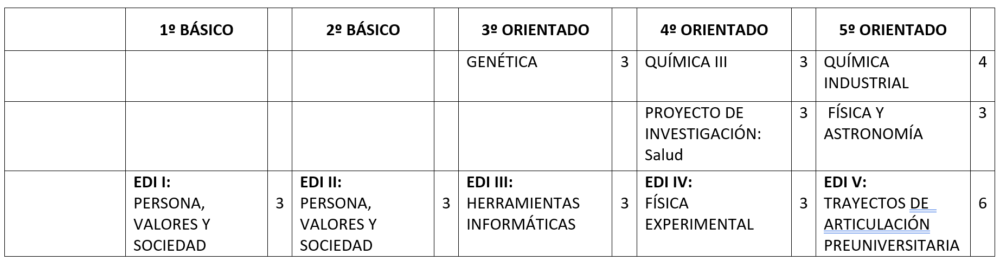 1º BÁSICO 2º BÁSICO 3º ORIENTADO 4º ORIENTADO 5º ORIENTADO
GENÉTICA 3 QUÍMICA III 3 QUÍMICA 4
INDUSTRIAL
PROYECTO DE 3 FÍSICA Y 3
INVESTIGACIÓN: ASTRONOMÍA
Salud
EDI I: EDI II: EDI III: EDI IV: EDI V:
PERSONA, 3 PERSONA, 3 HERRAMIENTAS 3 FÍSICA 3 TRAYECTOS DE 6
VALORES Y VALORES Y INFORMÁTICAS EXPERIMENTAL ARTICULACIÓN
SOCIEDAD SOCIEDAD PREUNIVERSITARIA